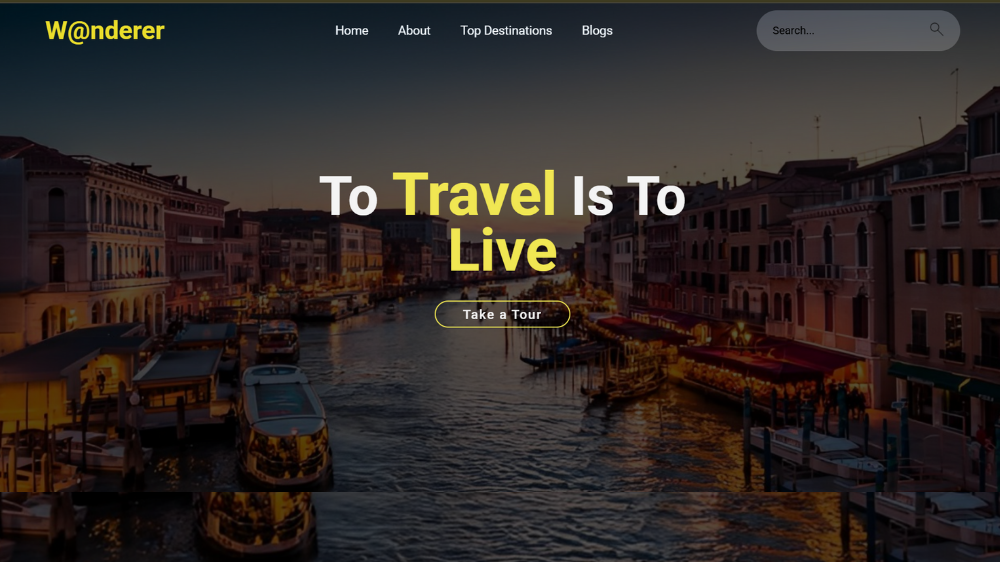 W@nderer
Home About Top Destinations Blogs
Search...
To Travel Is To
Live
Take a Tour